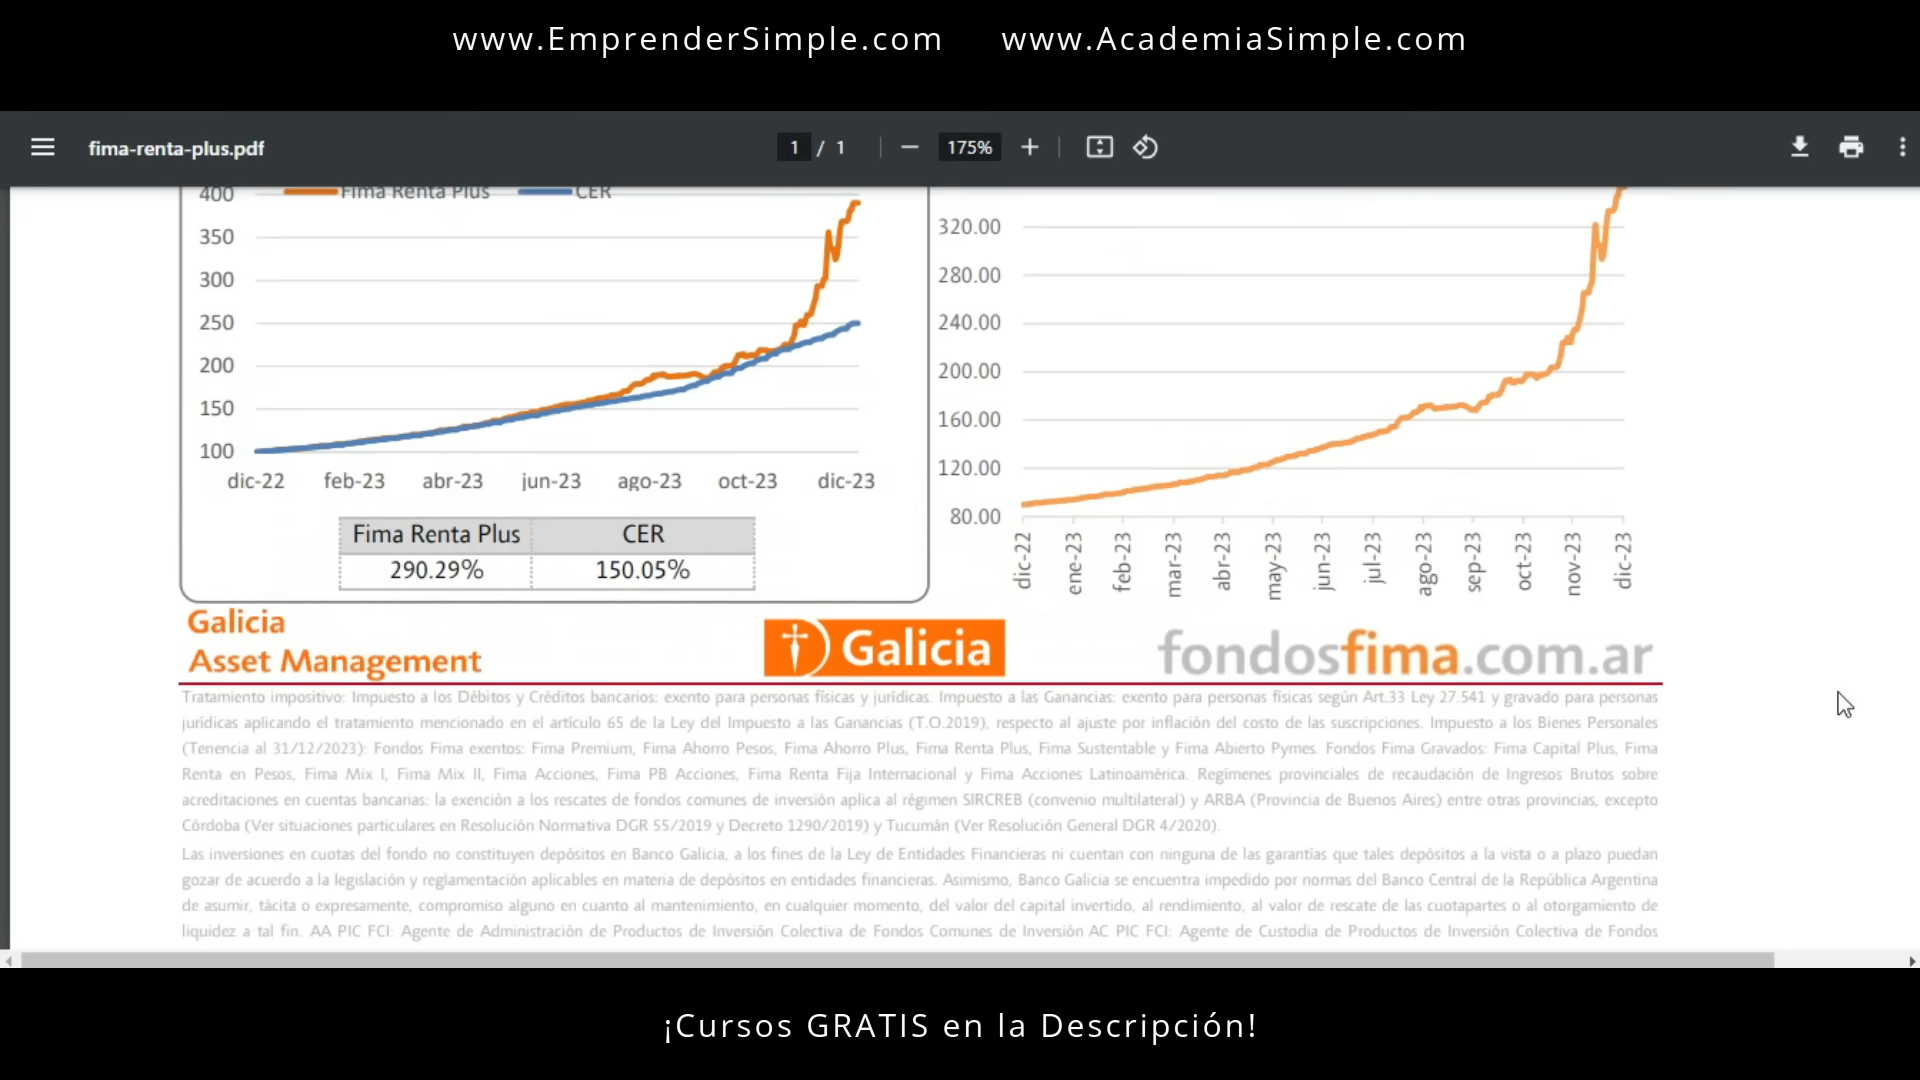 www.EmprenderSimple.com www.AcademiaSimple.com
fima-renta-plus.pdf 1 / 1 175%
Fima Renta Plus CER
400
350
300
250
200
150
100
dic-22 feb-23 abr-23 jun-23 ago-23 oct-23 dic-23
Fima Renta Plus CER
290.29% 150.05%
320.00
280.00
240.00
200.00
160.00
120.00
80.00
dic-22 ene-23 feb-23 mar-23 abr-23 may-23 jun-23 jul-23 ago-23 sep-23 oct-23 nov-23 dic-23
Galicia
Asset Management
Galicia
fondosfima.com.ar
Tratamiento impositivo: Impuesto a los Débitos y Créditos bancarios: exento para personas físicas y jurídicas. Impuesto a las Ganancias: exento para personas físicas según Art.33 Ley 27.541 y gravado para personas
jurídicas aplicando el tratamiento mencionado en el artículo 65 de la Ley del Impuesto a las Ganancias (T.O.2019), respecto al ajuste por inflación del costo de las suscripciones. Impuesto a los Bienes Personales
(Tenencia al 31/12/2023): Fondos Fima exentos: Fima Premium, Fima Ahorro Pesos, Fima Ahorro Plus, Fima Renta Plus, Fima Sustentable y Fima Abierto Pymes. Fondos Fima Gravados: Fima Capital Plus, Fima
Renta en Pesos, Fima Mix I, Fima Mix II, Fima Acciones, Fima PB Acciones, Fima Renta Fija Internacional y Fima Acciones Latinoamérica. Regímenes provinciales de recaudación de Ingresos Brutos sobre
acreditaciones en cuentas bancarias: la exención a los rescates de fondos comunes de inversión aplica al régimen SIRCREB (convenio multilateral) y ARBA (Provincia de Buenos Aires) entre otras provincias, excepto
Córdoba (Ver situaciones particulares en Resolución Normativa DGR 55/2019 y Decreto 1290/2019) y Tucumán (Ver Resolución General DGR 4/2020).
Las inversiones en cuotas del fondo no constituyen depósitos en Banco Galicia, a los fines de la Ley de Entidades Financieras ni cuentan con ninguna de las garantías que tales depósitos a la vista o a plazo puedan
gozar de acuerdo a la legislación y reglamentación aplicables en materia de depósitos en entidades financieras. Asimismo, Banco Galicia se encuentra impedido por normas del Banco Central de la República Argentina
de asumir, tácita o expresamente, compromiso alguno en cuanto al mantenimiento, en cualquier momento, del valor del capital invertido, al rendimiento, al valor de rescate de las cuotapartes o al otorgamiento de
liquidez a tal fin. AA PIC FCI: Agente de Administración de Productos de Inversión Colectiva de Fondos Comunes de Inversión AC PIC FCI: Agente de Custodia de Productos de Inversión Colectiva de Fondos
¡Cursos GRATIS en la Descripción!